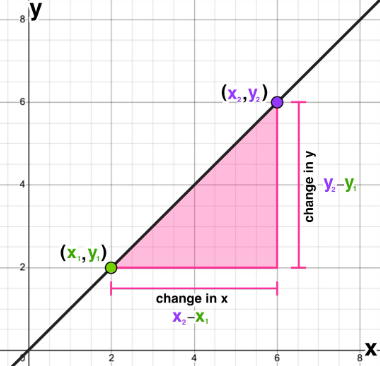 y
8
(x₂,y₂)
6
change in y
y₂–y₁
4
(x₁,y₁)
2
change in x
x₂–x₁
0
2
4
6
8
x